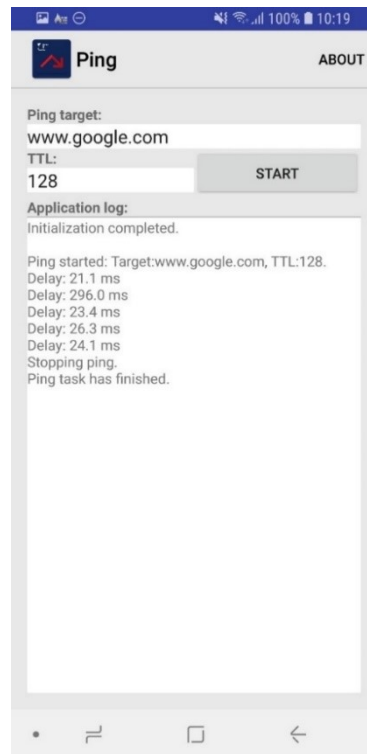 100% 10:19
Ping ABOUT
Ping target:
www.google.com
TTL:
128 START
Application log:
Initialization completed.
Ping started: Target:www.google.com, TTL:128.
Delay: 21.1 ms
Delay: 296.0 ms
Delay: 23.4 ms
Delay: 26.3 ms
Delay: 24.1 ms
Stopping ping.
Ping task has finished.